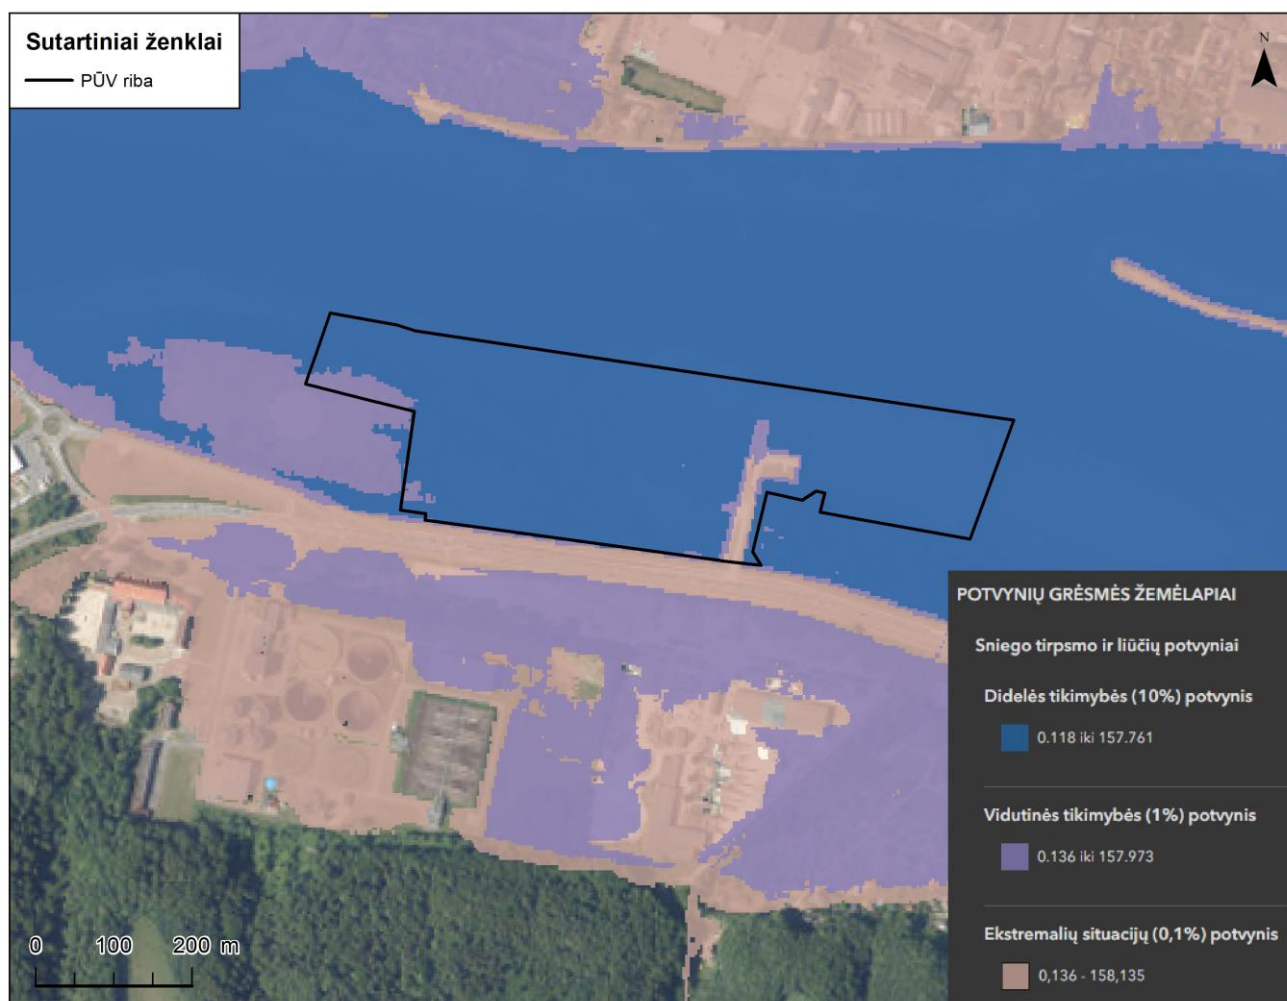 Sutartiniai ženklai
PŪV riba
N
POTVYNIŲ GRĖSMĖS ŽEMĖLAPIAI
Sniego tirpsmo ir liūčių potvyniai
Didelės tikimybės (10%) potvynis
0.118 iki 157.761
Vidutinės tikimybės (1%) potvynis
0.136 iki 157.973
Ekstremalių situacijų (0,1%) potvynis
0,136 - 158,135
0 100 200 m